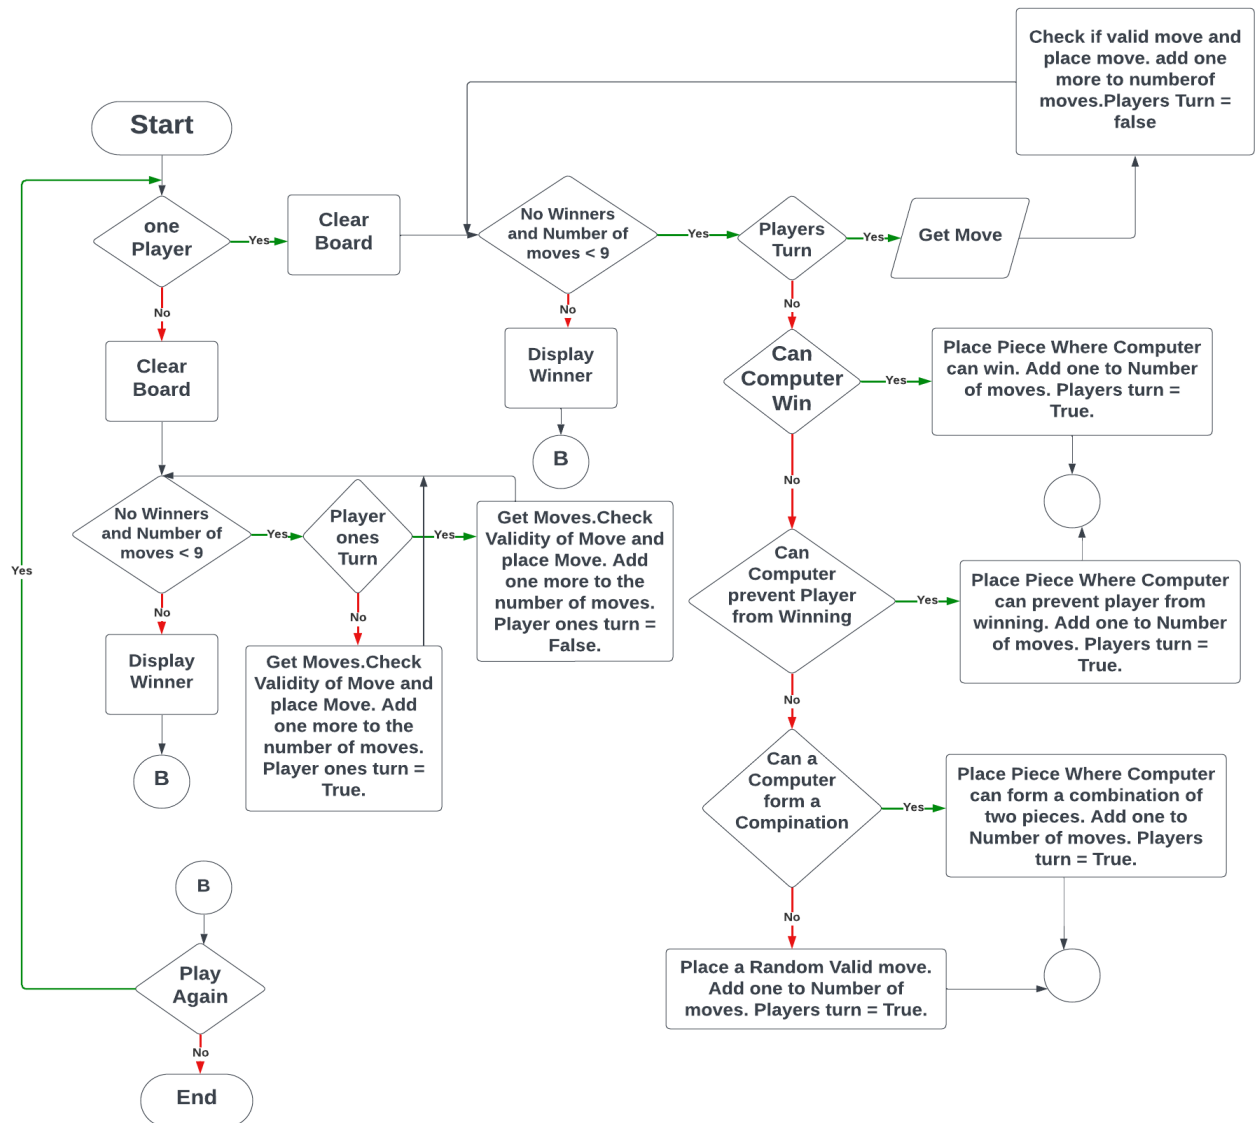 Start
one
Player
Yes
Clear
Board
No Winners
and Number of
moves < 9
Yes
Players
Turn
Yes
Get Move
Check if valid move and
place move. add one
more to numberof
moves.Players Turn =
false
No
Clear
Board
No
Display
Winner
B
No
Can
Computer
Win
Yes
Place Piece Where Computer
can win. Add one to Number
of moves. Players turn =
True.
No
No Winners
and Number of
moves < 9
Yes
Player
ones
Turn
Yes
Get Moves.Check
Validity of Move and
place Move. Add
one more to the
number of moves.
Player ones turn =
False.
No
Display
Winner
B
No
Get Moves.Check
Validity of Move and
place Move. Add
one more to the
number of moves.
Player ones turn =
True.
Can
Computer
prevent Player
from Winning
Yes
Place Piece Where Computer
can prevent player from
winning. Add one to Number
of moves. Players turn =
True.
No
Can a
Computer
form a
Compination
Yes
Place Piece Where Computer
can form a combination of
two pieces. Add one to
Number of moves. Players
turn = True.
No
Place a Random Valid move.
Add one to Number of
moves. Players turn = True.
Yes
B
Play
Again
No
End